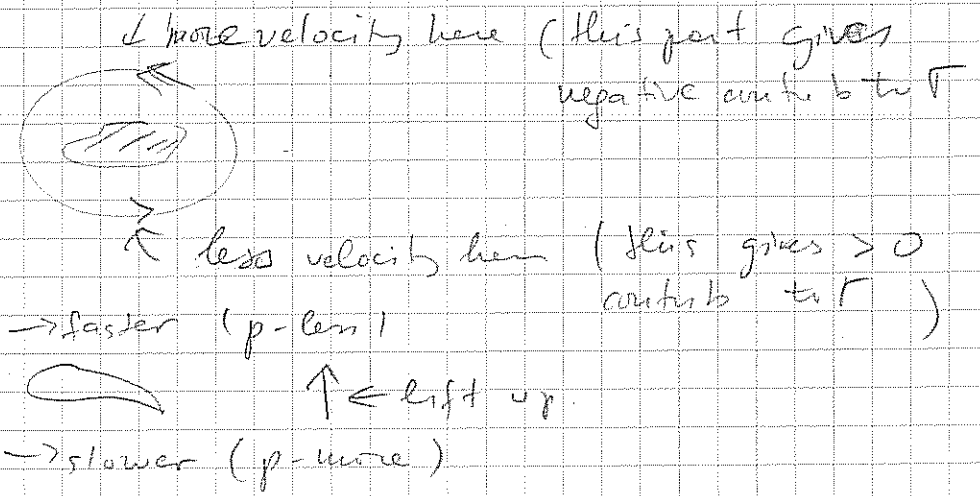 ↓ more velocity here (this part gives
negative contrib to Γ
↖ less velocity here (this gives > 0
contrib to Γ )
→ faster (p-less)
↑ ← lift up.
→ slower (p-more)